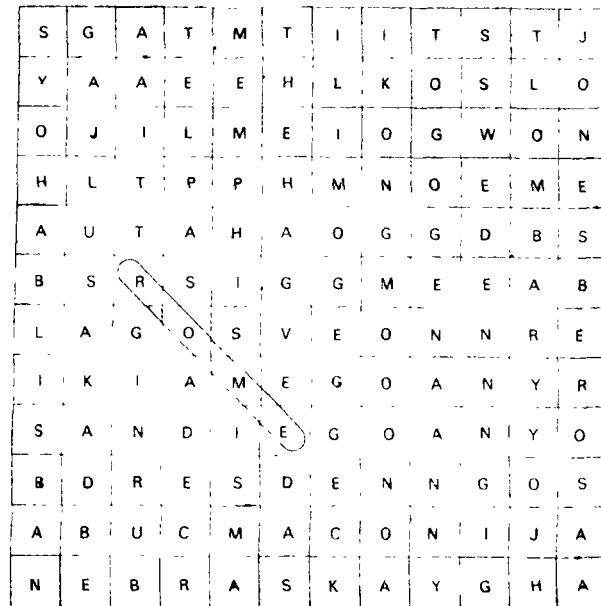 S G A T M T I I T S T J
Y A A E E H L K O S L O
O J I L M E I O G W O N
H L T P P H M N O E M E
A U T A H A O G G D B S
B S R S I G G M E E A B
L A G O S V E O N N R E
I K I A M E G O A N Y R
S A N D I E G O A N Y O
B D R E S D E N N G O S
A B U C M A C O N I J A
N E B R A S K A Y G H A